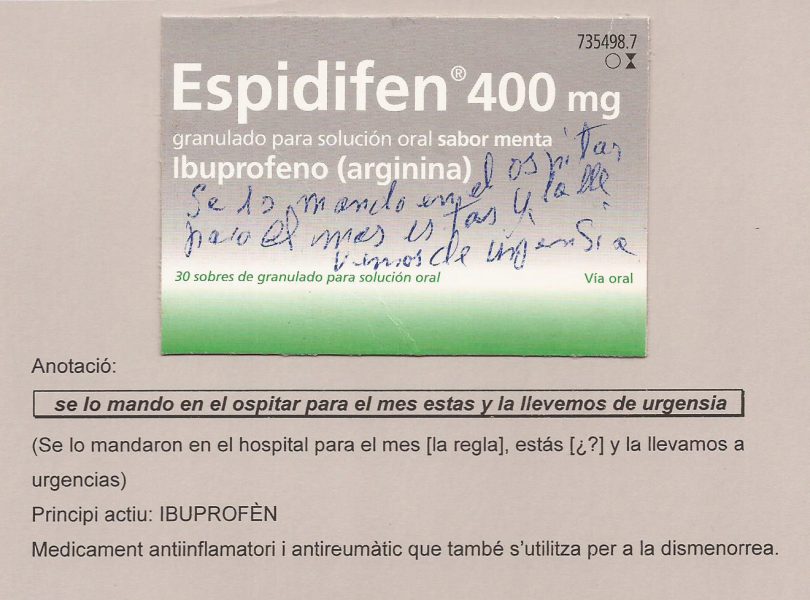 735498.7
Espidifen® 400 mg
granulado para solución oral sabor menta
Ibuprofeno (arginina)
Se lo mando en el ospitar
para el mes estas y la lle
vemos de urgensia
30 sobres de granulado para solución oral
Vía oral
Anotació:
se lo mando en el ospitar para el mes estas y la llevemos de urgensia
(Se lo mandaron en el hospital para el mes [la regla], estás [¿?] y la llevamos a
urgencias)
Principi actiu: IBUPROFÈN
Medicament antiinflamatori i antireumàtic que també s'utilitza per a la dismenorrea.